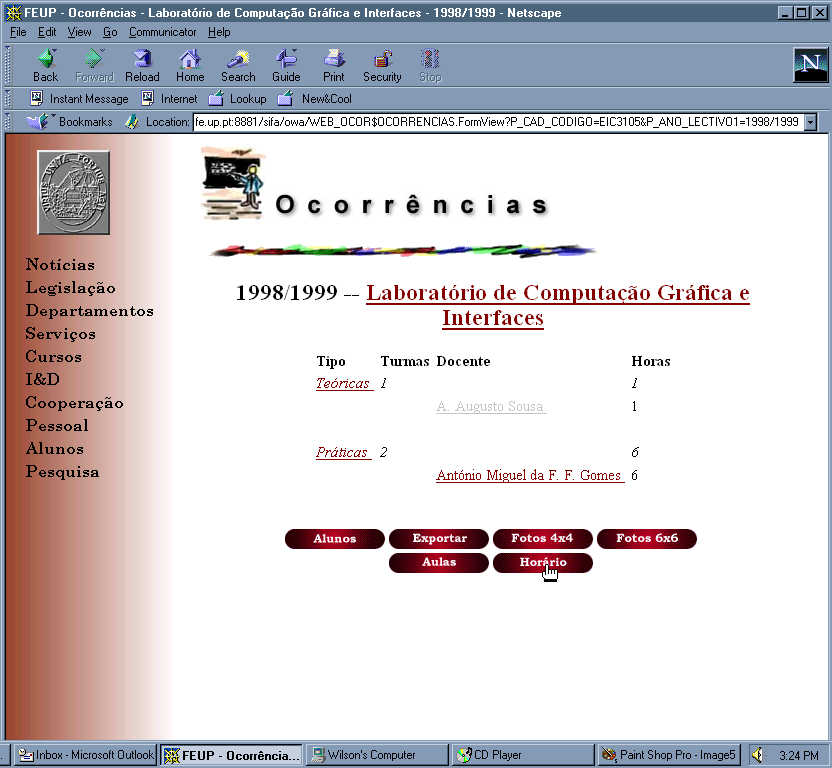 FEUP - Ocorrências - Laboratório de Computação Gráfica e Interfaces - 1998/1999 - Netscape
File Edit View Go Communicator Help
Back Forward Reload Home Search Guide Print Security Stop
N
Instant Message Internet Lookup New&Cool
Bookmarks Location: fe.up.pt:8881/sifa/owa/WEB_OCOR$OCORRENCIAS.FormView?P_CAD_CODIGO=EIC3105&P_ANO_LECTIVO1=1998/1999
Ocorrências
Notícias
Legislação
Departamentos
Serviços
Cursos
I&D
Cooperação
Pessoal
Alunos
Pesquisa
1998/1999 -- Laboratório de Computação Gráfica e
Interfaces
Tipo Turmas Docente Horas
Teóricas 1 1
A. Augusto Sousa 1
Práticas 2 6
António Miguel da F. F. Gomes 6
Alunos Exportar Fotos 4x4 Fotos 6x6
Aulas Horário
Inbox - Microsoft Outlook FEUP - Ocorrência... Wilson's Computer CD Player Paint Shop Pro - Image5 3:24 PM